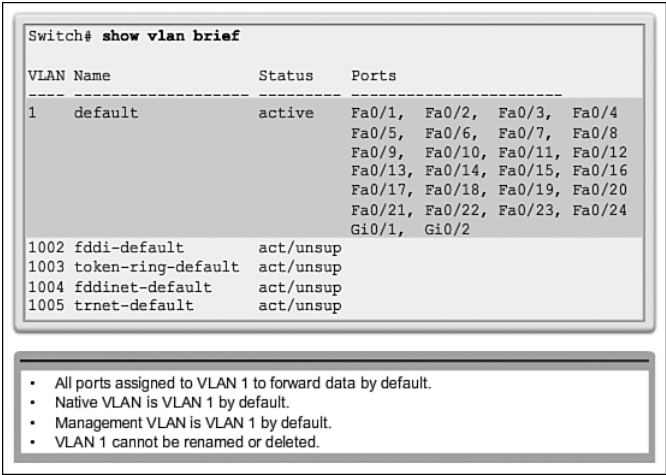 Switch# show vlan brief
VLAN Name Status Ports
---- ------------------- --------- -----------------------
1 default active Fa0/1, Fa0/2, Fa0/3, Fa0/4
Fa0/5, Fa0/6, Fa0/7, Fa0/8
Fa0/9, Fa0/10, Fa0/11, Fa0/12
Fa0/13, Fa0/14, Fa0/15, Fa0/16
Fa0/17, Fa0/18, Fa0/19, Fa0/20
Fa0/21, Fa0/22, Fa0/23, Fa0/24
Gi0/1, Gi0/2
1002 fddi-default act/unsup
1003 token-ring-default act/unsup
1004 fddinet-default act/unsup
1005 trnet-default act/unsup
• All ports assigned to VLAN 1 to forward data by default.
• Native VLAN is VLAN 1 by default.
• Management VLAN is VLAN 1 by default.
• VLAN 1 cannot be renamed or deleted.